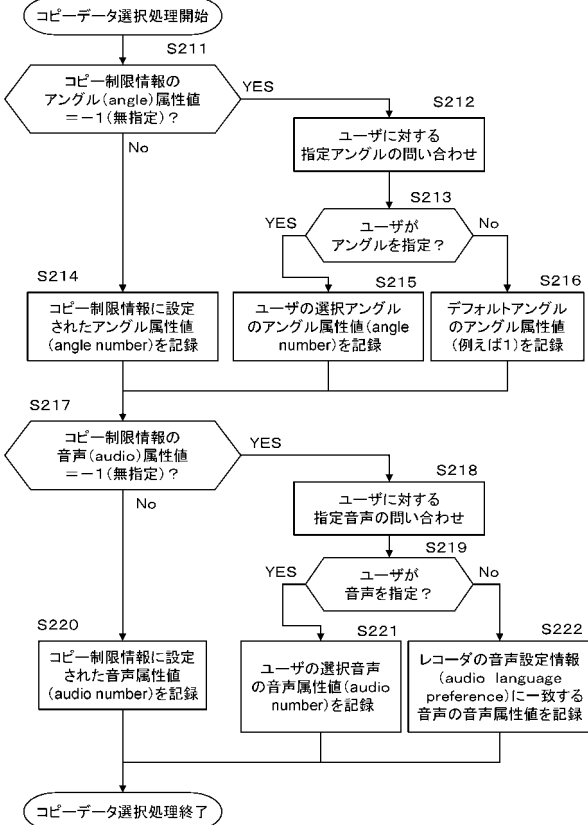 コピーデータ選択処理開始
S211
コピー制限情報の
アングル(angle)属性値
=-1(無指定)?
YES
No
S212
ユーザに対する
指定アングルの問い合わせ
S213
ユーザが
アングルを指定?
YES
No
S214
コピー制限情報に設定
されたアングル属性値
(angle number)を記録
S215
ユーザの選択アングル
のアングル属性値(angle
number)を記録
S216
デフォルトアングル
のアングル属性値
(例えば1)を記録
S217
コピー制限情報の
音声(audio)属性値
=-1(無指定)?
YES
No
S218
ユーザに対する
指定音声の問い合わせ
S219
ユーザが
音声を指定?
YES
No
S220
コピー制限情報に設定
された音声属性値
(audio number)を記録
S221
ユーザの選択音声
の音声属性値(audio
number)を記録
S222
レコーダの音声設定情報
(audio language
preference)に一致する
音声の音声属性値を記録
コピーデータ選択処理終了